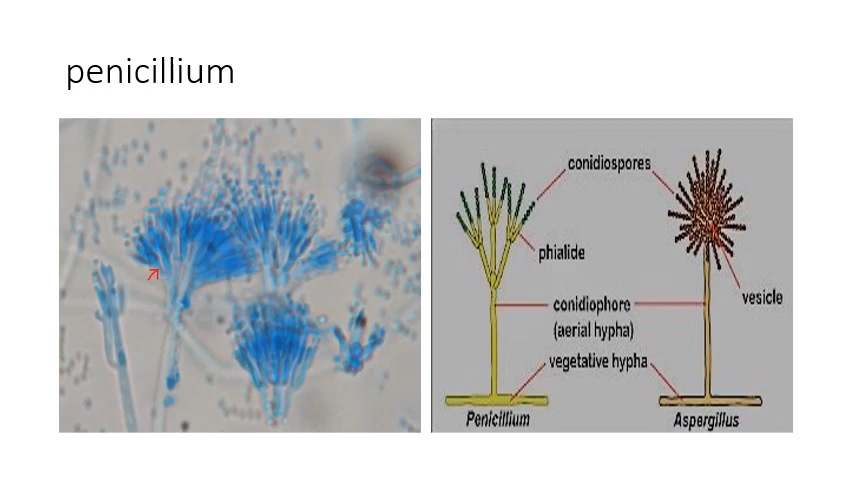 penicillium
conidiospores
phialide
vesicle
conidiophore
(aerial hypha)
vegetative hypha
Penicillium
Aspergillus